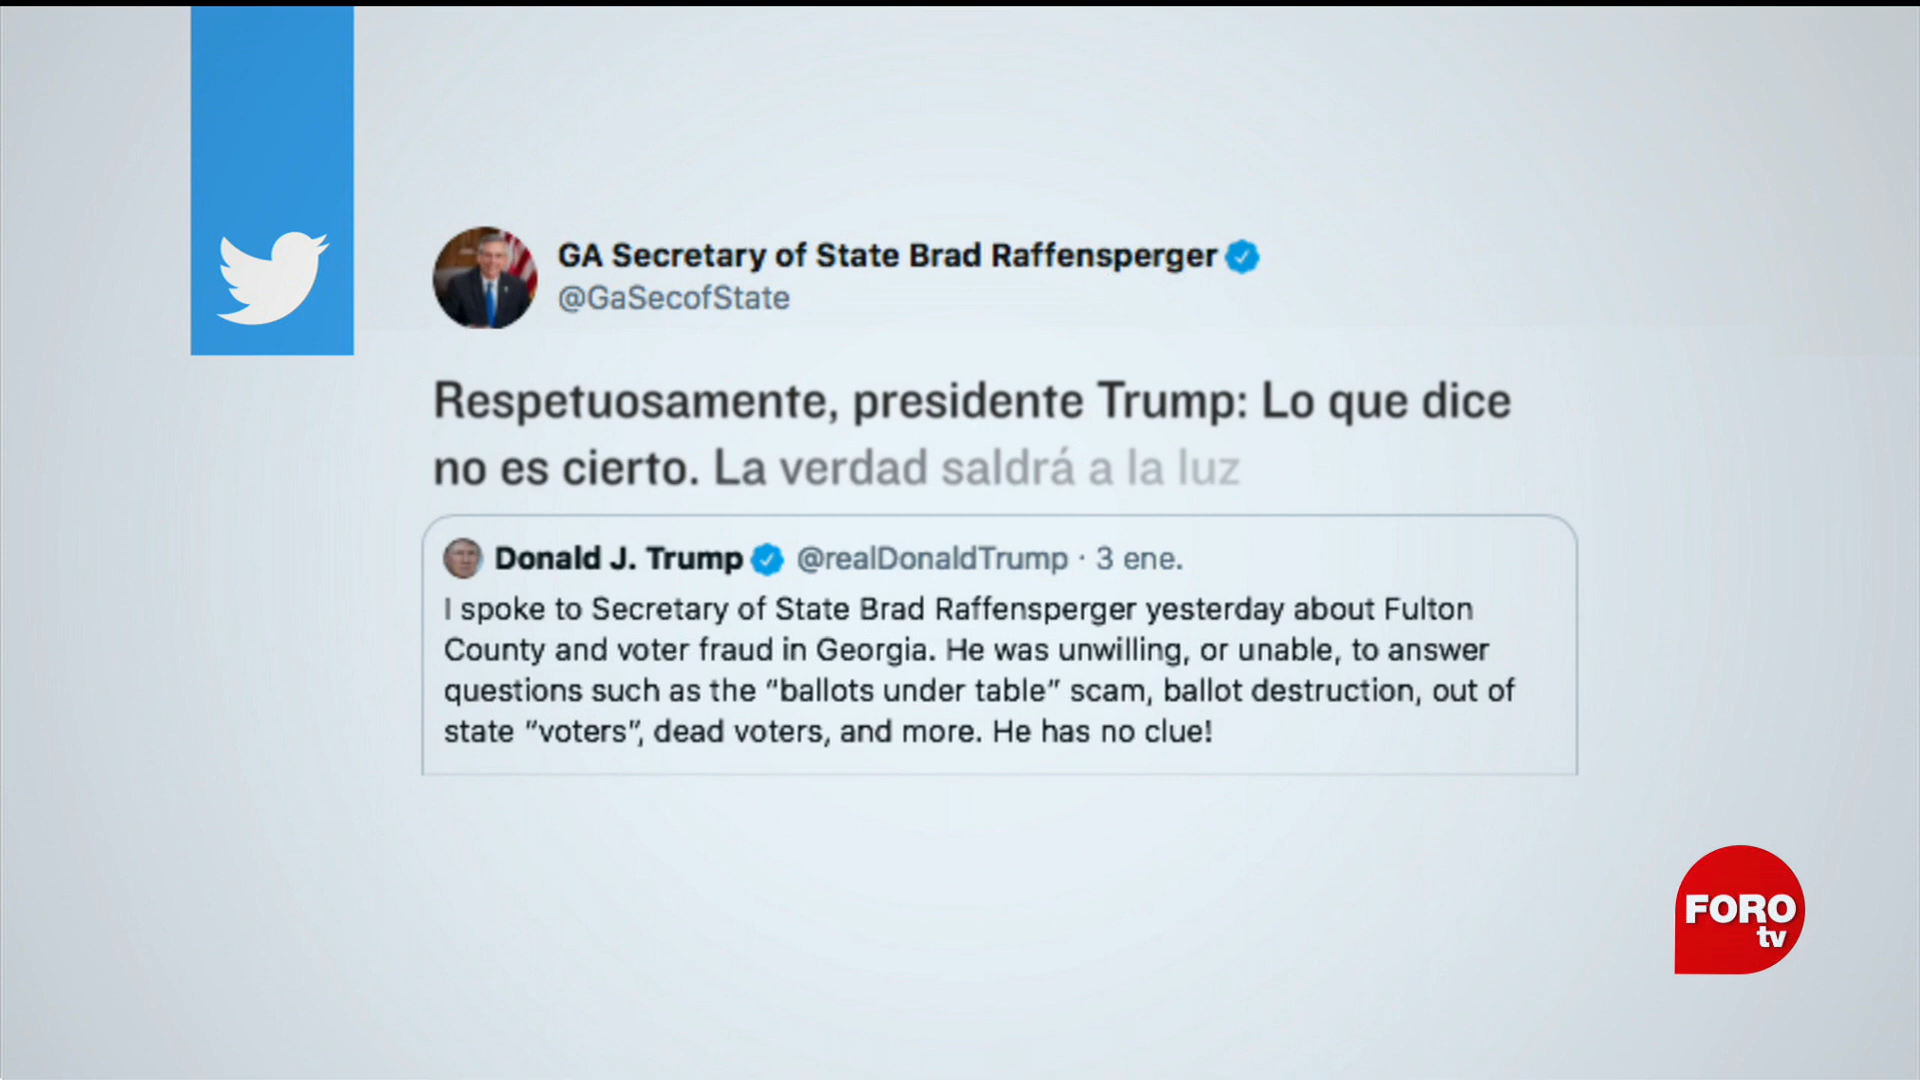 GA Secretary of State Brad Raffensperger
@GaSecofState
Respetuosamente, presidente Trump: Lo que dice
no es cierto. La verdad saldrá a la luz
Donald J. Trump @realDonaldTrump · 3 ene.
I spoke to Secretary of State Brad Raffensperger yesterday about Fulton
County and voter fraud in Georgia. He was unwilling, or unable, to answer
questions such as the “ballots under table” scam, ballot destruction, out of
state “voters”, dead voters, and more. He has no clue!
FORO
tv